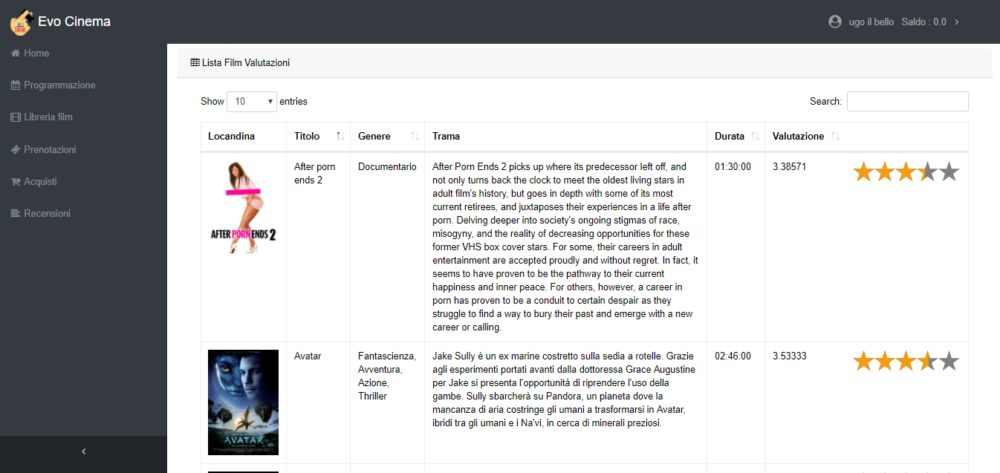 Evo Cinema
ugo il bello Saldo : 0.0
Home
Programmazione
Libreria film
Prenotazioni
Acquisti
Recensioni
Lista Film Valutazioni
Show 10 entries
Search:
Locandina Titolo Genere Trama Durata Valutazione
AFTER PORN ENDS 2
After porn
ends 2
Documentario
After Porn Ends 2 picks up where its predecessor left off, and
not only turns back the clock to meet the oldest living stars in
adult film's history, but goes in depth with some of its most
current retirees, and juxtaposes their experiences in a life after
porn. Delving deeper into society's ongoing stigmas of race,
misogyny, and the reality of decreasing opportunities for these
former VHS box cover stars. For some, their careers in adult
entertainment are accepted proudly and without regret. In fact, it
seems to have proven to be the pathway to their current
happiness and inner peace. For others, however, a career in
porn has proven to be a conduit to certain despair as they
struggle to find a way to bury their past and emerge with a new
career or calling.
01:30:00
3.38571
AVATAR
Avatar
Fantascienza,
Avventura,
Azione,
Thriller
Jake Sully è un ex marine costretto sulla sedia a rotelle. Grazie
agli esperimenti portati avanti dalla dottoressa Grace Augustine
per Jake si presenta l'opportunità di riprendere l'uso della
gambe. Sully sbarcherà su Pandora, un pianeta dove la
mancanza di aria costringe gli umani a trasformarsi in Avatar,
ibridi tra gli umani e i Na'vi, in cerca di minerali preziosi.
02:46:00
3.53333